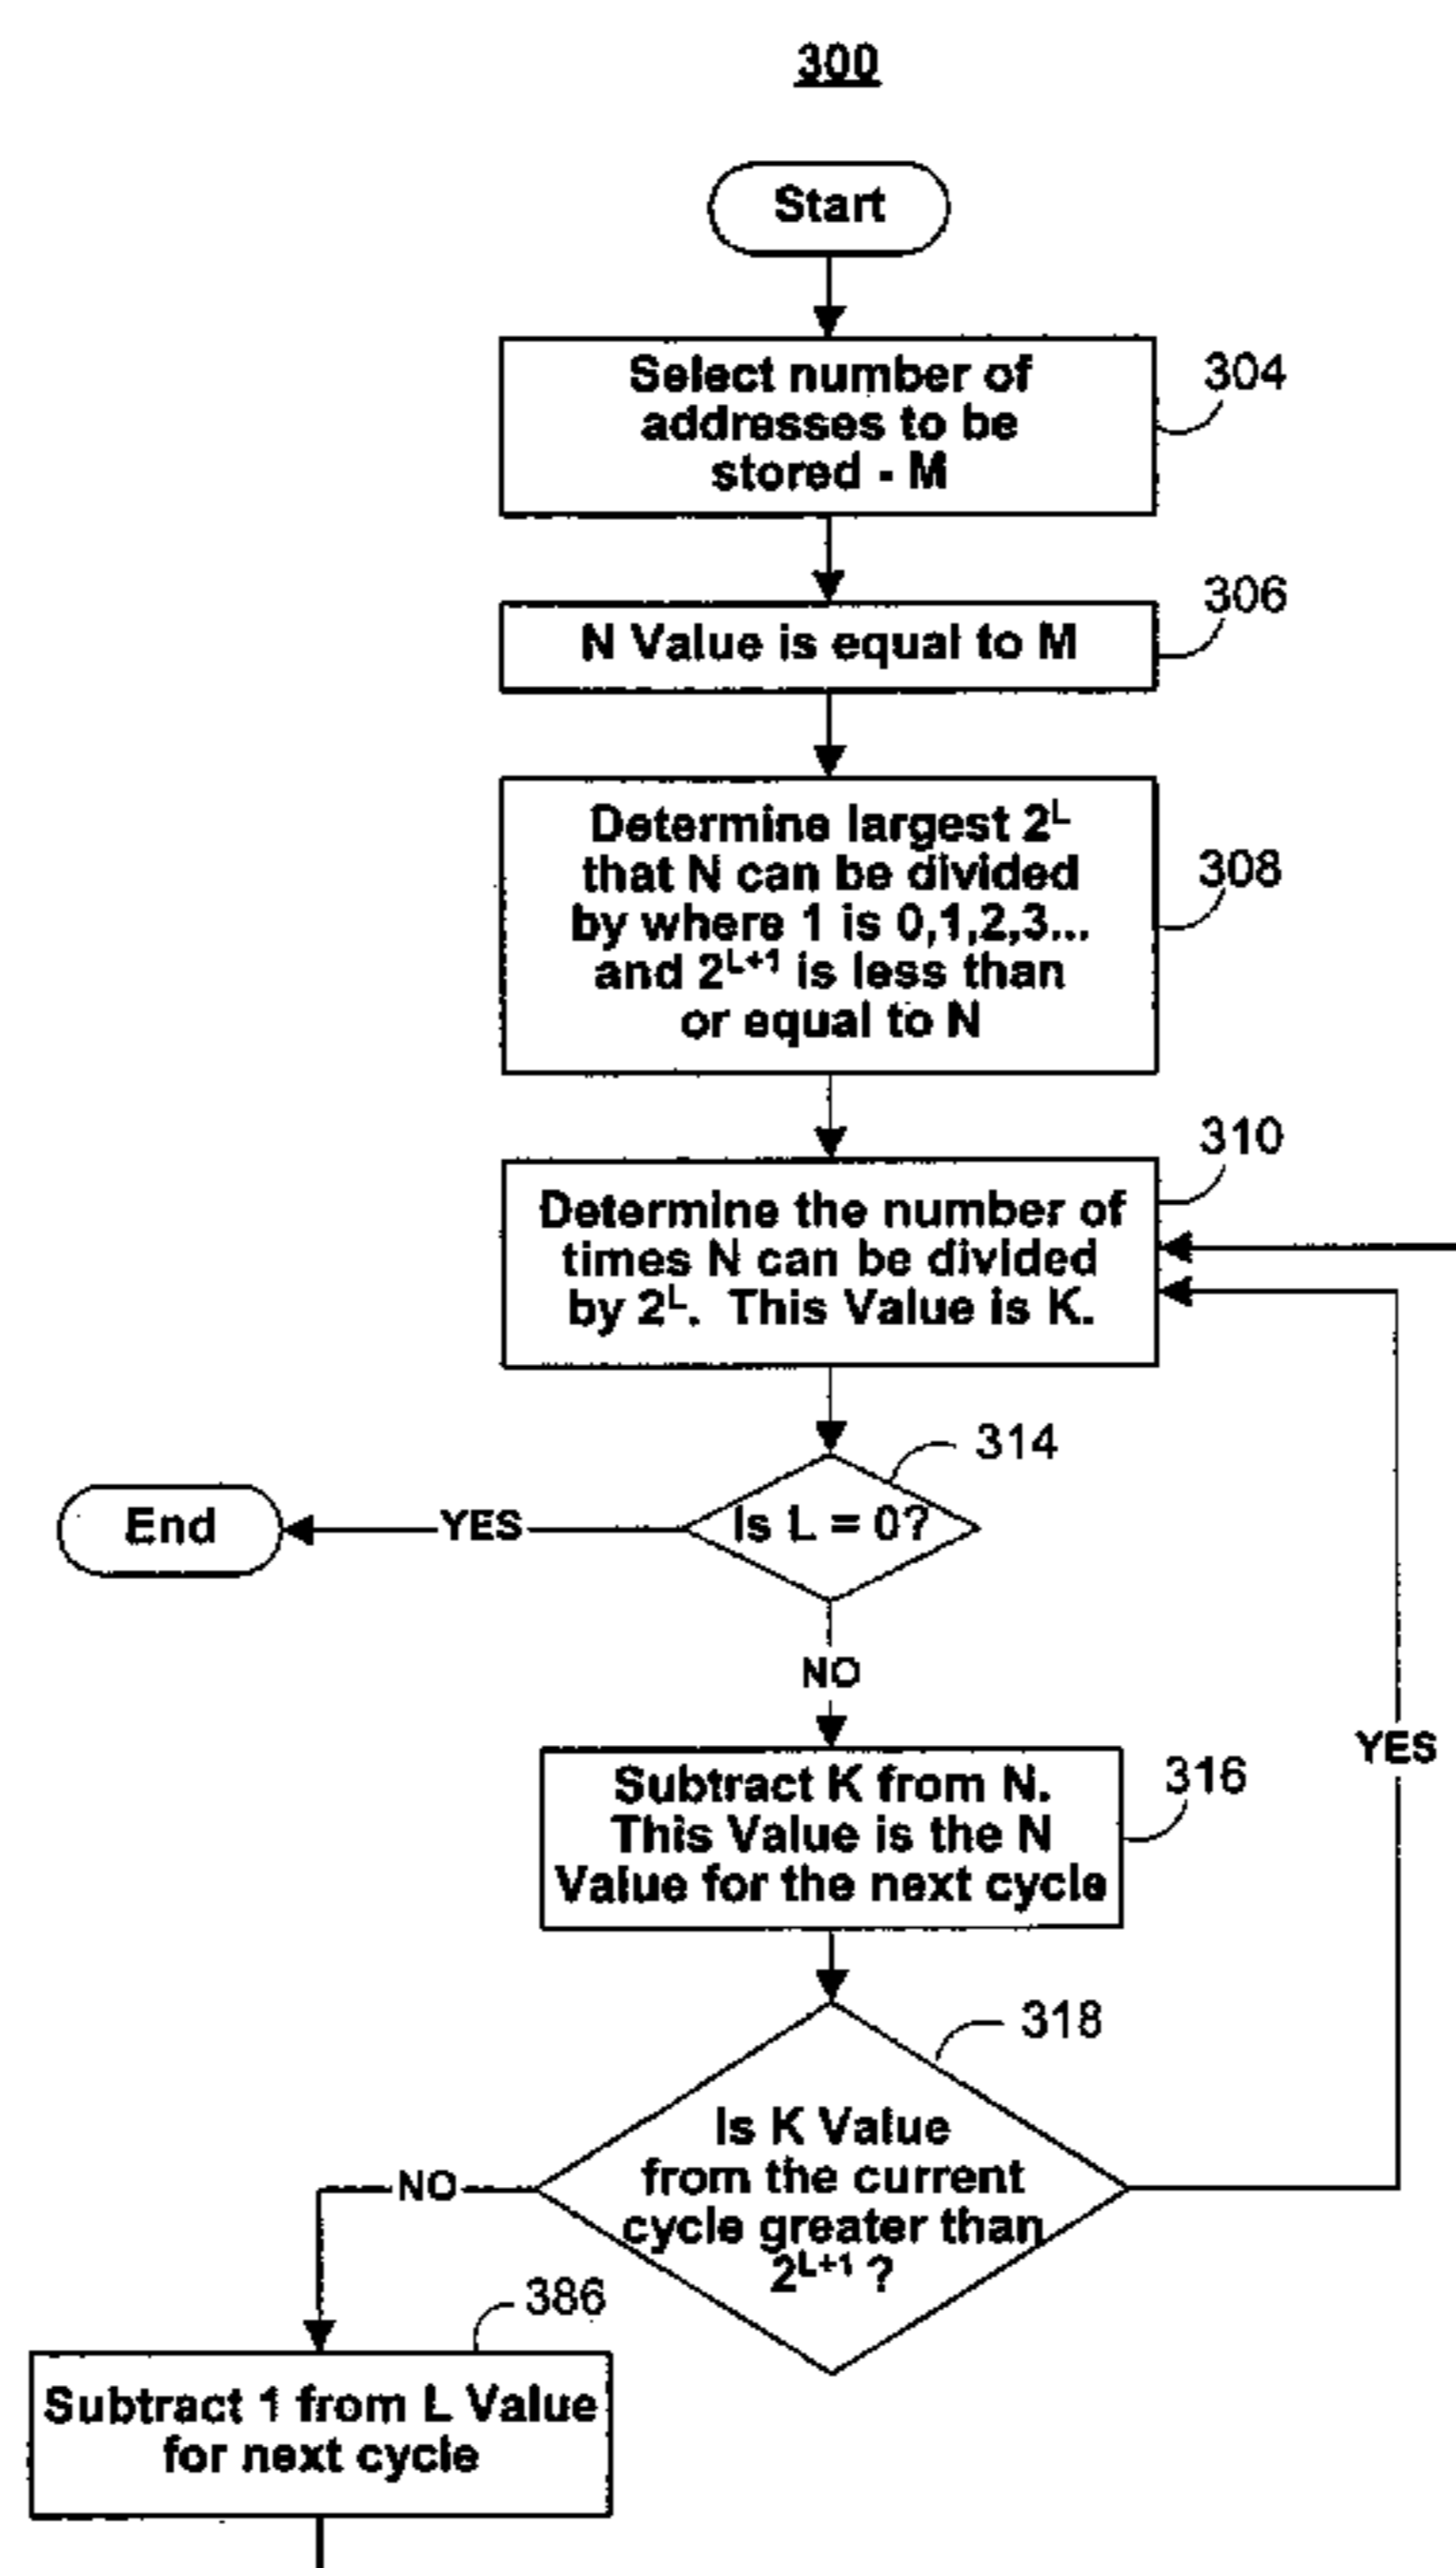 300
Start
Select number of
addresses to be
stored - M
304
N Value is equal to M
306
Determine largest 2^L
that N can be divided
by where 1 is 0,1,2,3...
and 2^L+1 is less than
or equal to N
308
310
Determine the number of
times N can be divided
by 2^L. This Value is K.
314
Is L = 0?
YES
End
NO
Subtract K from N.
This Value is the N
Value for the next cycle
316
YES
318
Is K Value
from the current
cycle greater than
2^L+1 ?
NO
386
Subtract 1 from L Value
for next cycle